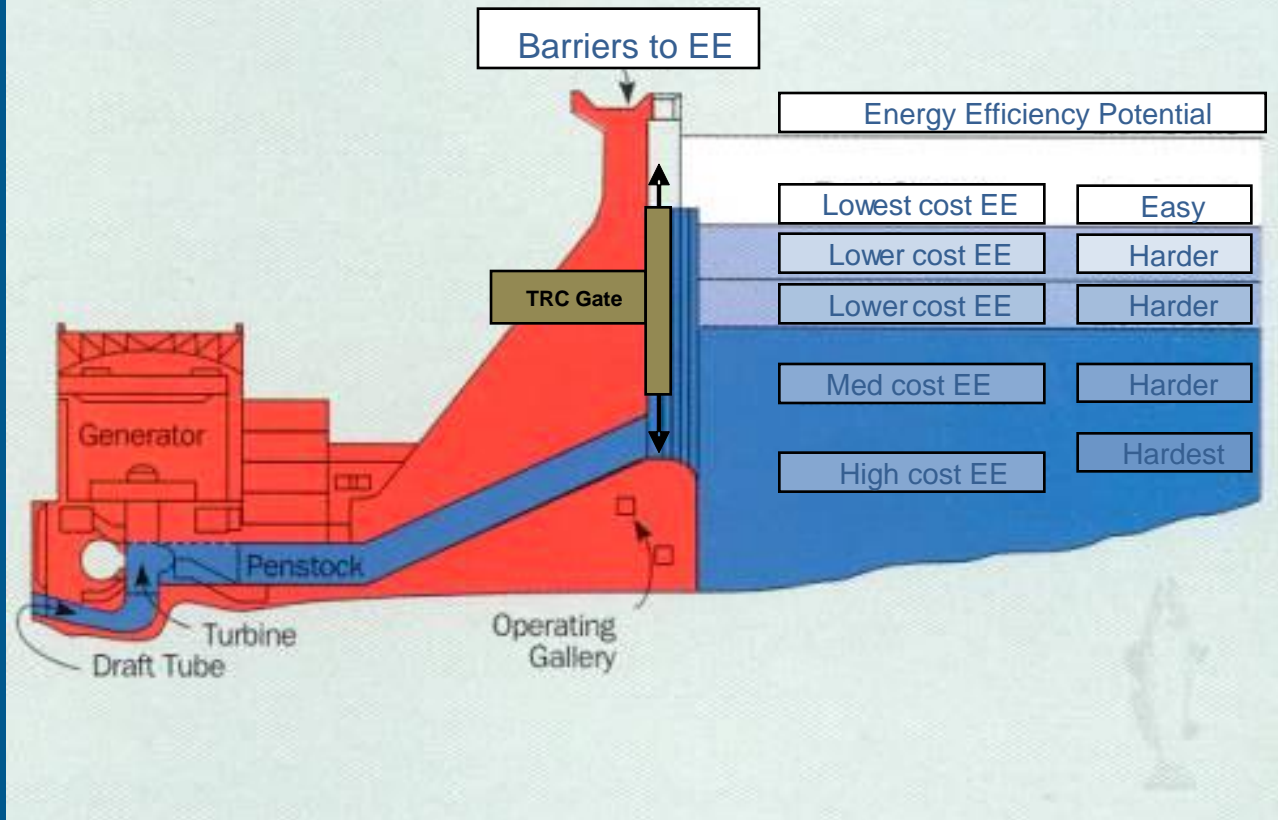 Barriers to EE
Energy Efficiency Potential
Lowest cost EE
Easy
Lower cost EE
Harder
TRC Gate
Lower cost EE
Harder
Med cost EE
Harder
Generator
High cost EE
Hardest
Penstock
Turbine
Draft Tube
Operating
Gallery